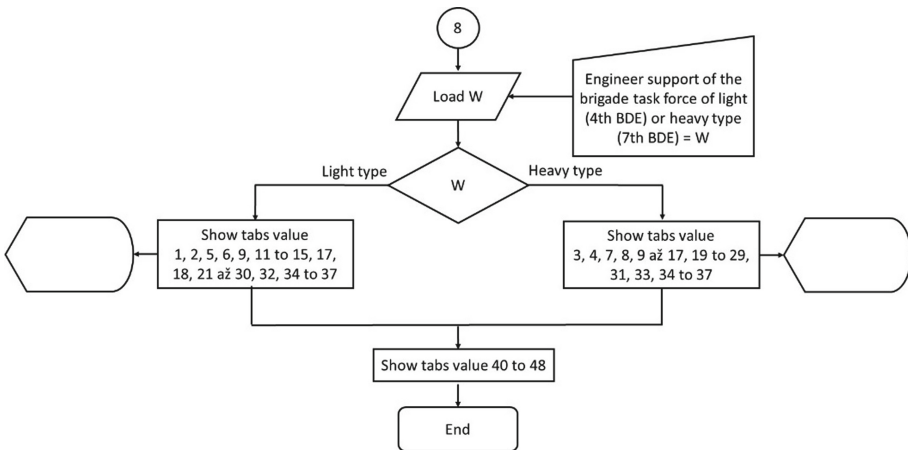 8
Load W
Engineer support of the
brigade task force of light
(4th BDE) or heavy type
(7th BDE) = W
Light type
W
Heavy type
Show tabs value
1, 2, 5, 6, 9, 11 to 15, 17,
18, 21 až 30, 32, 34 to 37
Show tabs value
3, 4, 7, 8, 9 až 17, 19 to 29,
31, 33, 34 to 37
Show tabs value 40 to 48
End